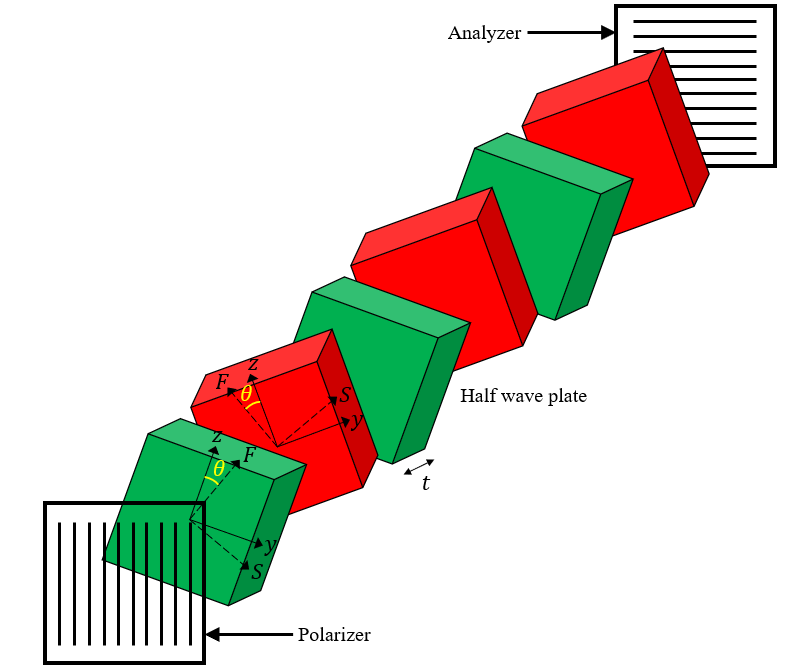 Analyzer
z
F
θ
S
y
Half wave plate
t
z
F
θ
y
S
Polarizer